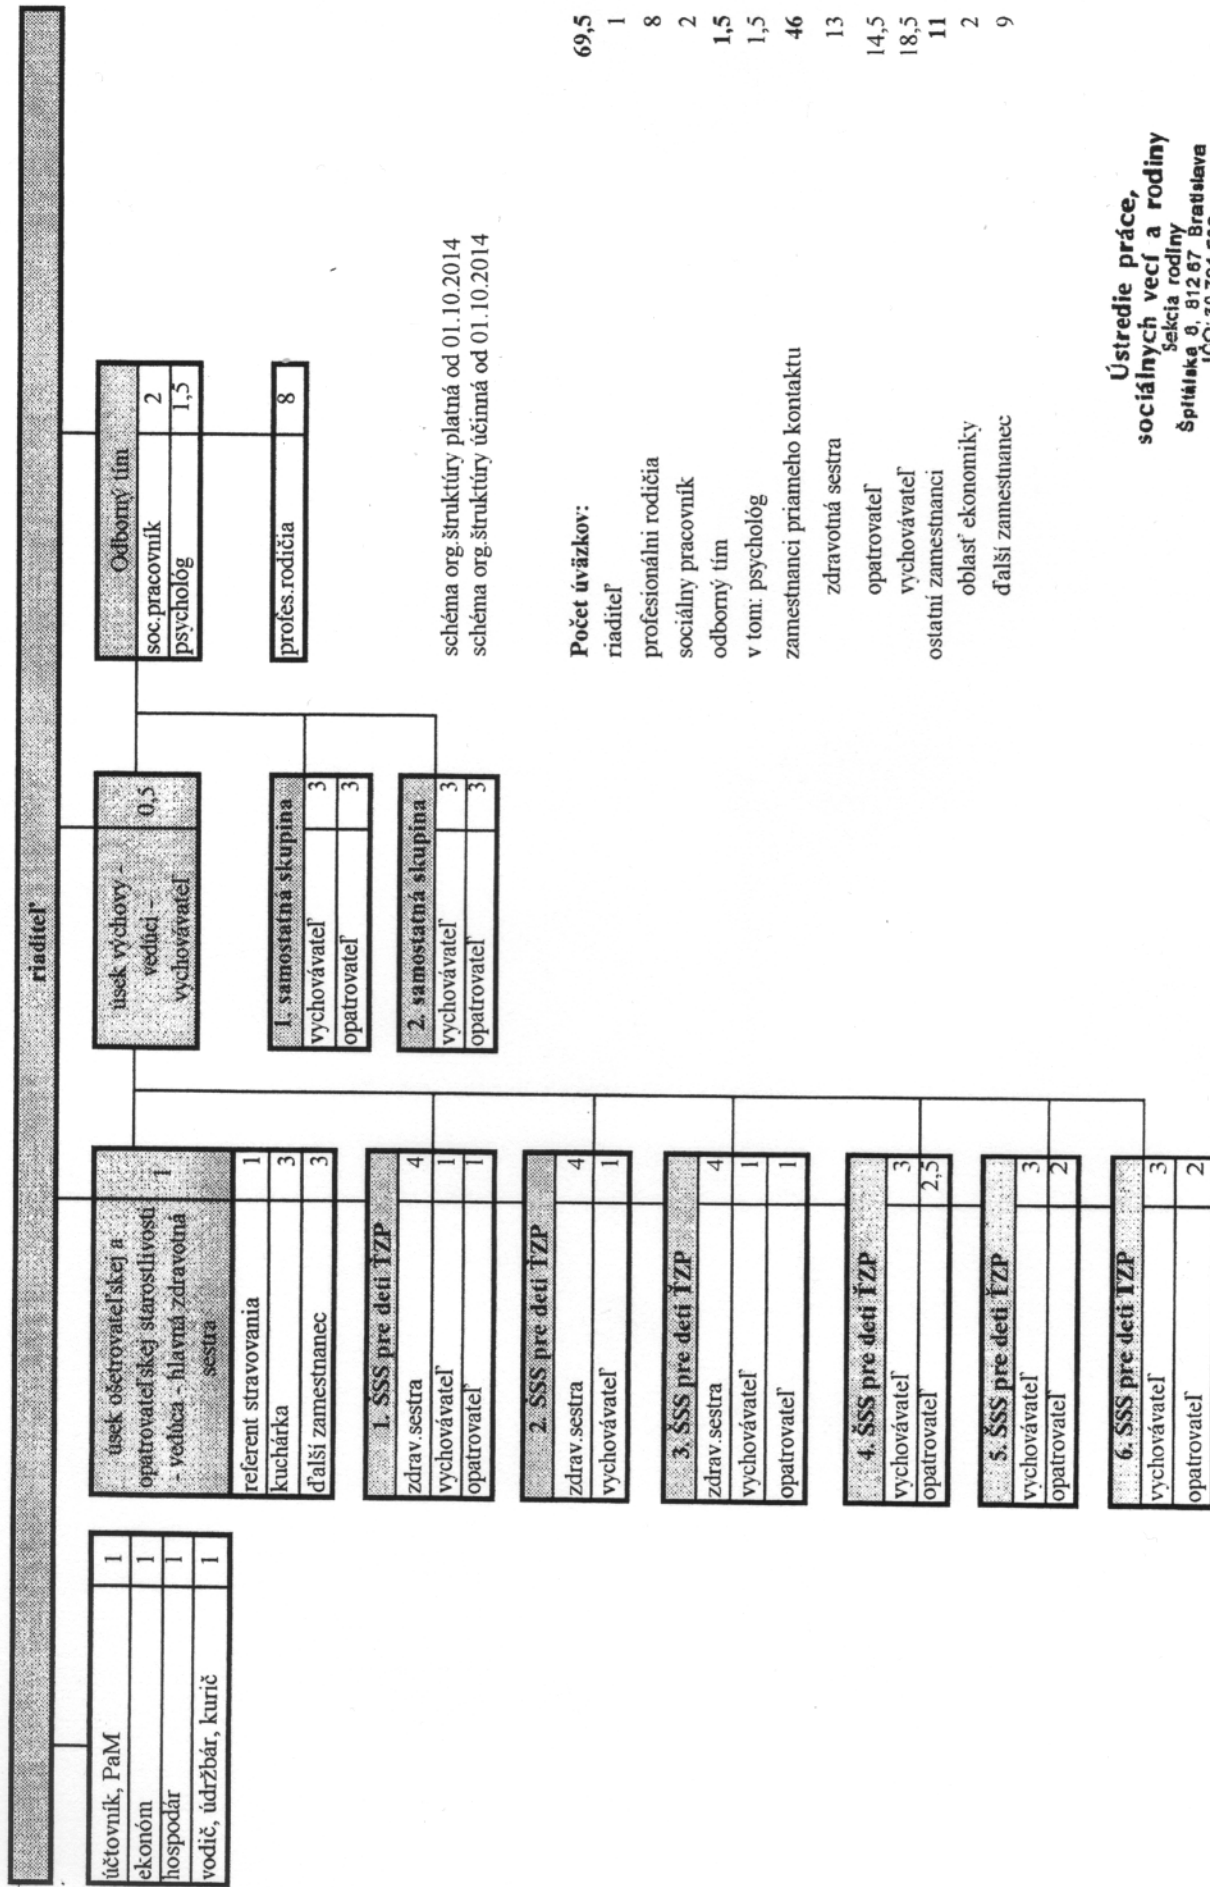 riaditeľ
účtovník, PaM 1
ekonóm 1
hospodár 1
vodič, údržbár, kurič 1
úsek ošetrovateľskej a
opatrovateľskej starostlivosti 1
- vedúca - hlavná zdravotná
sestra
referent stravovania 1
kuchárka 3
ďalší zamestnanec 3
1. ŠSS pre deti ŤZP
zdrav.sestra 4
vychovávateľ 1
opatrovateľ 1
2. ŠSS pre deti ŤZP
zdrav.sestra 4
vychovávateľ 1
3. ŠSS pre deti ŤZP
zdrav.sestra 4
vychovávateľ 1
opatrovateľ 1
4. ŠSS pre deti ŤZP
vychovávateľ 3
opatrovateľ 2,5
5. ŠSS pre deti ŤZP
vychovávateľ 3
opatrovateľ 2
6. ŠSS pre deti ŤZP
vychovávateľ 3
opatrovateľ 2
úsek výchovy -
vedúci - 0,5
vychovávateľ
1. samostatná skupina
vychovávateľ 3
opatrovateľ 3
2. samostatná skupina
vychovávateľ 3
opatrovateľ 3
Odborný tím
soc.pracovník 2
psychológ 1,5
profes.rodičia 8
schéma org.štruktúry platná od 01.10.2014
schéma org.štruktúry účinná od 01.10.2014
Počet úväzkov: 69,5
riaditeľ 1
profesionálni rodičia 8
sociálny pracovník 2
odborný tím 1,5
v tom: psychológ 1,5
zamestnanci priameho kontaktu 46
zdravotná sestra 13
opatrovateľ 14,5
vychovávateľ 18,5
ostatní zamestnanci 11
oblasť ekonomiky 2
ďalší zamestnanec 9
Ústredie práce,
sociálnych vecí a rodiny
Sekcia rodiny
Špitálska 8, 812 67 Bratislava